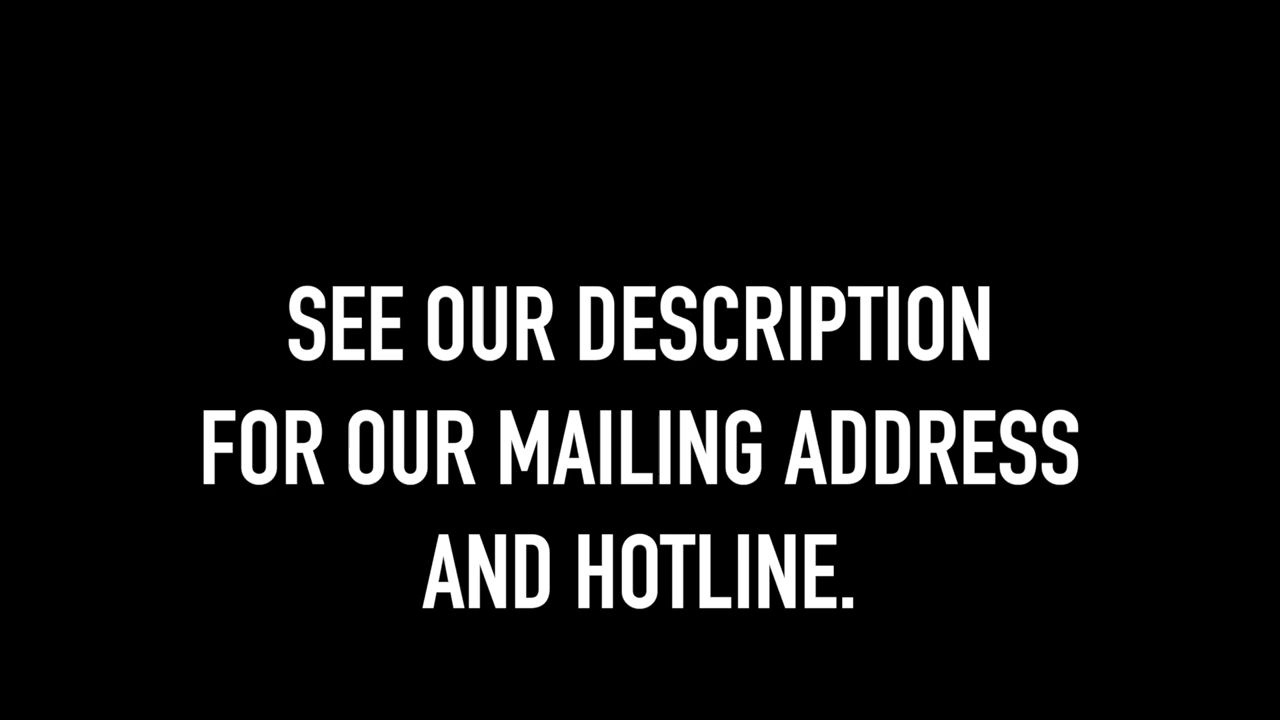 SEE OUR DESCRIPTION
FOR OUR MAILING ADDRESS
AND HOTLINE.